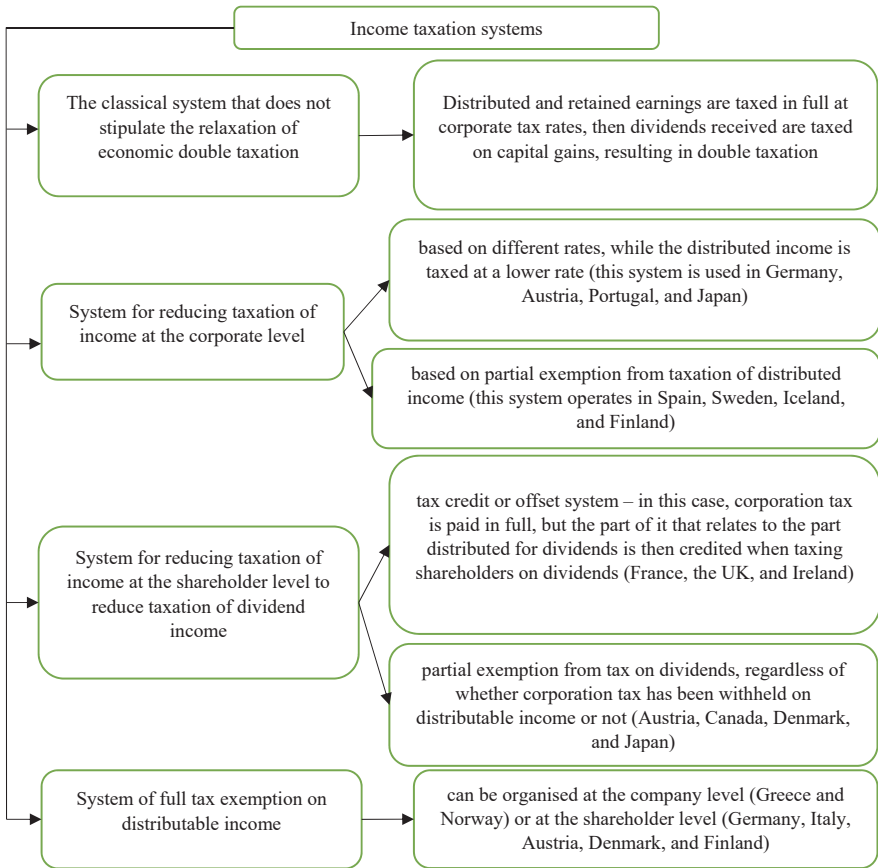 Income taxation systems
The classical system that does not
stipulate the relaxation of
economic double taxation
Distributed and retained earnings are taxed in full at
corporate tax rates, then dividends received are taxed
on capital gains, resulting in double taxation
System for reducing taxation of
income at the corporate level
based on different rates, while the distributed income is
taxed at a lower rate (this system is used in Germany,
Austria, Portugal, and Japan)
based on partial exemption from taxation of distributed
income (this system operates in Spain, Sweden, Iceland,
and Finland)
System for reducing taxation of
income at the shareholder level to
reduce taxation of dividend
income
tax credit or offset system – in this case, corporation tax
is paid in full, but the part of it that relates to the part
distributed for dividends is then credited when taxing
shareholders on dividends (France, the UK, and Ireland)
partial exemption from tax on dividends, regardless of
whether corporation tax has been withheld on
distributable income or not (Austria, Canada, Denmark,
and Japan)
System of full tax exemption on
distributable income
can be organised at the company level (Greece and
Norway) or at the shareholder level (Germany, Italy,
Austria, Denmark, and Finland)